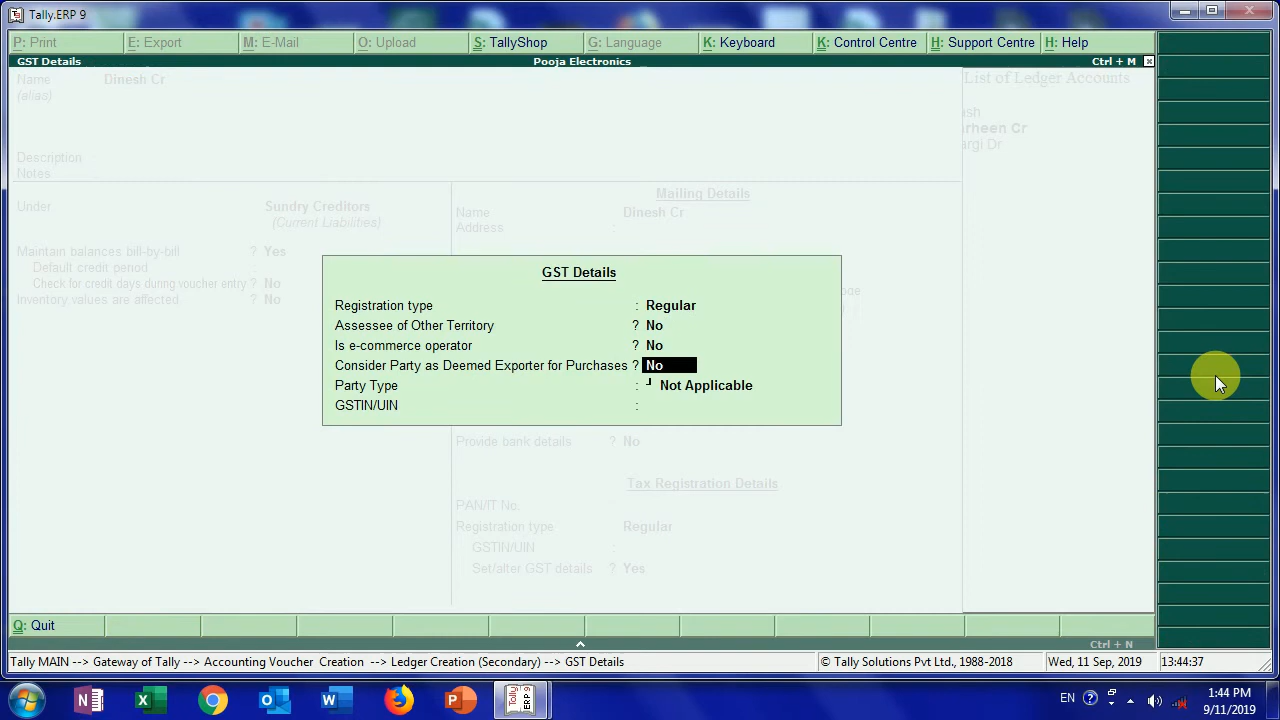 Tally.ERP 9
P: Print E: Export M: E-Mail O: Upload S: TallyShop G: Language K: Keyboard K: Control Centre H: Support Centre H: Help
GST Details Pooja Electronics Ctrl + M
Name Dinesh Cr
(alias)
List of Ledger Accounts
ash
arheen Cr
argi Dr
Description
Notes
Under Sundry Creditors
(Current Liabilities)
Mailing Details
Name Dinesh Cr
Address :
Maintain balances bill-by-bill ? Yes
Default credit period :
Check for credit days during voucher entry ? No
Inventory values are affected ? No
GST Details
Registration type : Regular
Assessee of Other Territory ? No
Is e-commerce operator ? No
Consider Party as Deemed Exporter for Purchases ? No
Party Type : Not Applicable
GSTIN/UIN :
Provide bank details ? No
Tax Registration Details
PAN/IT No.
Registration type Regular
GSTIN/UIN :
Set/alter GST details ? Yes
Q: Quit
Ctrl + N
Tally MAIN --> Gateway of Tally --> Accounting Voucher Creation --> Ledger Creation (Secondary) --> GST Details © Tally Solutions Pvt Ltd., 1988-2018 Wed, 11 Sep, 2019 13:44:37
EN 1:44 PM
9/11/2019